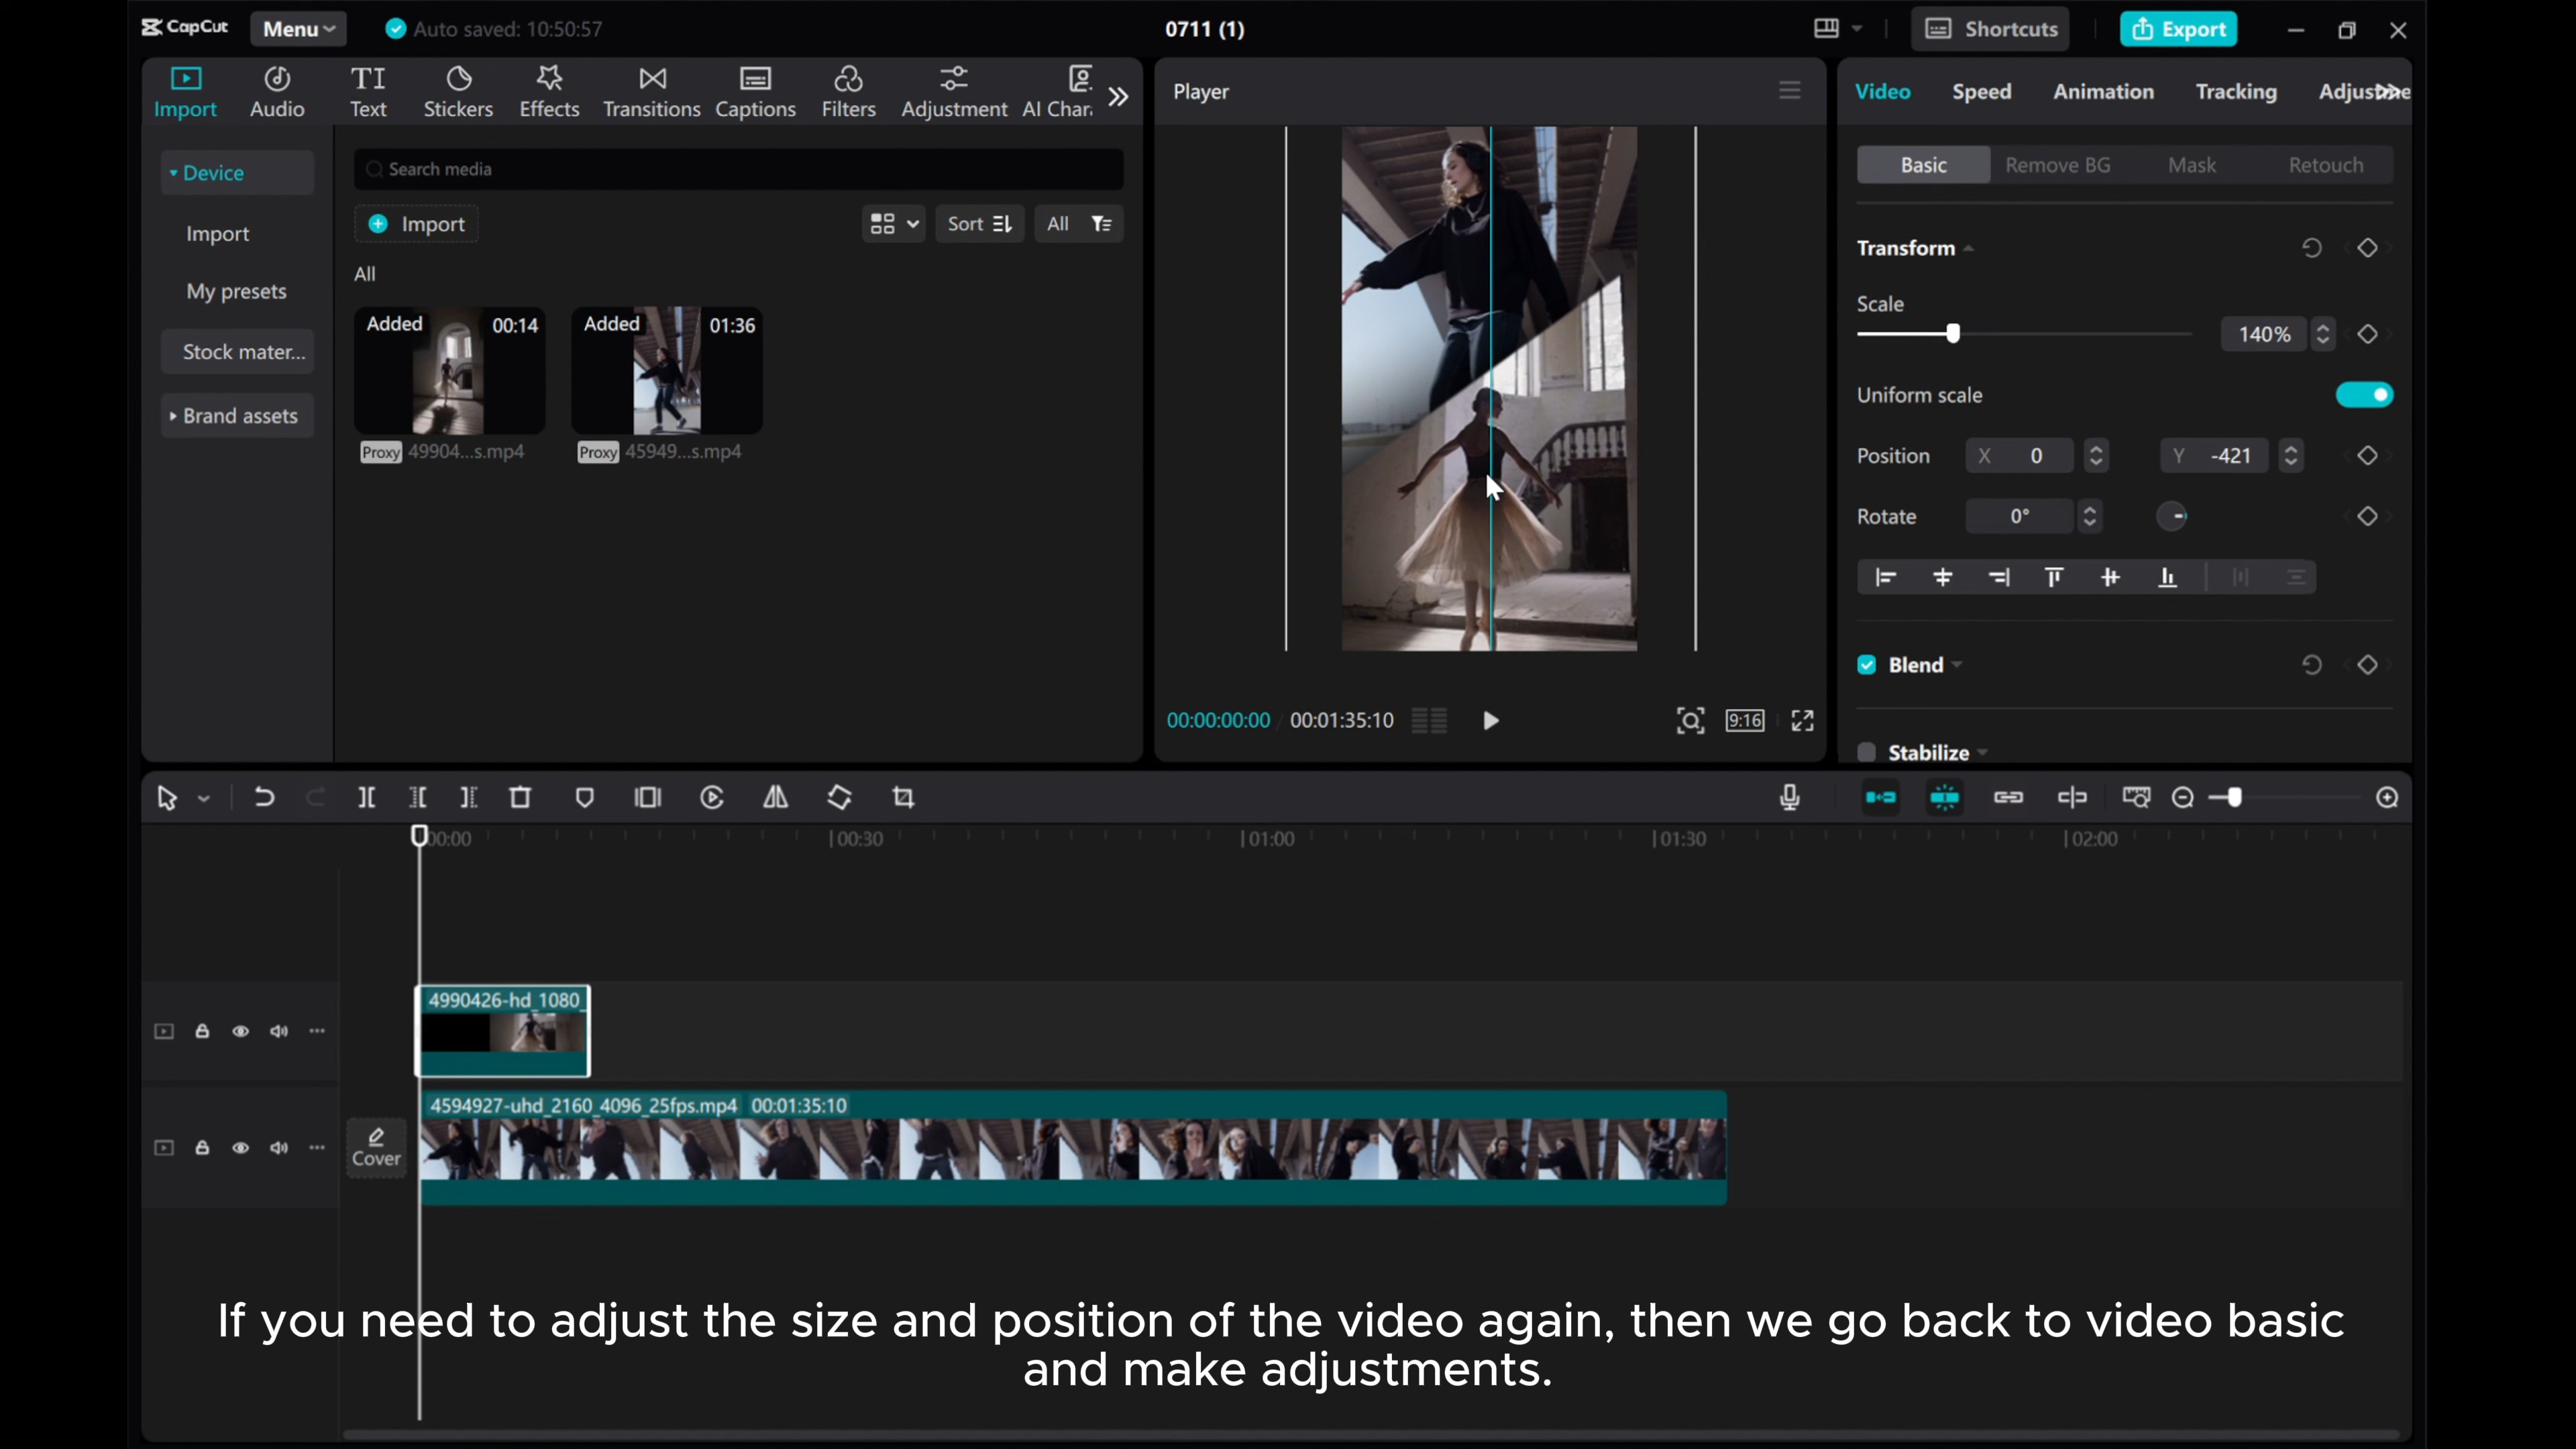 CapCut
Menu
Auto saved: 10:50:57
0711 (1)
Shortcuts
Export
Import
Audio
TI
Text
Stickers
Effects
Transitions
Captions
Filters
Adjustment
AI Char
Device
Import
My presets
Stock mater...
Brand assets
Search media
Import
Sort
All
All
Added
00:14
Added
01:36
Proxy
49904...s.mp4
Proxy
45949...s.mp4
Player
00:00:00:00
00:01:35:10
9:16
Video
Speed
Animation
Tracking
Basic
Remove BG
Mask
Retouch
Transform
Scale
140%
Uniform scale
Position
X 0
Y -421
Rotate
0°
Blend
Stabilize
00:00
00:30
01:00
01:30
02:00
4990426-hd_1080_
4594927-uhd_2160_4096_25fps.mp4 00:01:35:10
Cover
If you need to adjust the size and position of the video again, then we go back to video basic
and make adjustments.